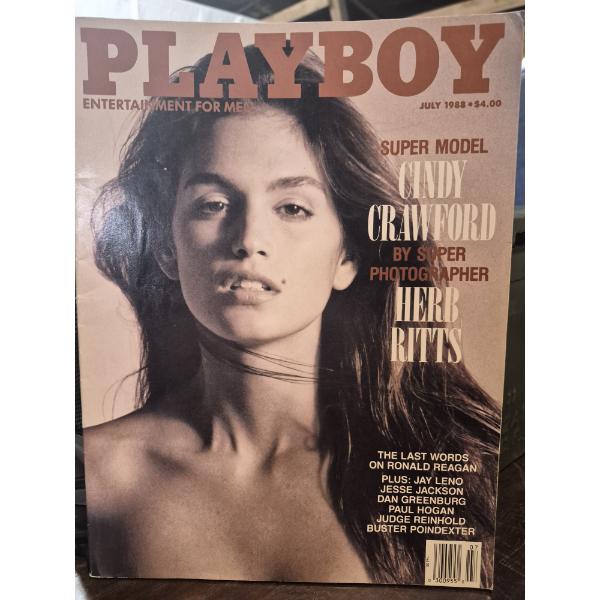 PLAYBOY
ENTERTAINMENT FOR MEN
JULY 1988 • $4.00
SUPER MODEL
CINDY
CRAWFORD
BY SUPER
PHOTOGRAPHER
HERB
RITTS
THE LAST WORDS
ON RONALD REAGAN
PLUS: JAY LENO
JESSE JACKSON
DAN GREENBURG
PAUL HOGAN
JUDGE REINHOLD
BUSTER POINDEXTER
07